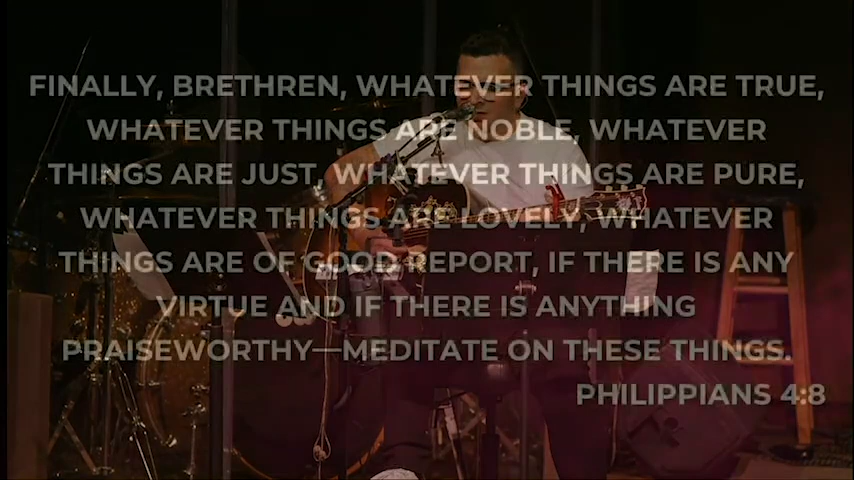 FINALLY, BRETHREN, WHATEVER THINGS ARE TRUE,
WHATEVER THINGS ARE NOBLE, WHATEVER
THINGS ARE JUST, WHATEVER THINGS ARE PURE,
WHATEVER THINGS ARE LOVELY, WHATEVER
THINGS ARE OF GOOD REPORT, IF THERE IS ANY
VIRTUE AND IF THERE IS ANYTHING
PRAISEWORTHY—MEDITATE ON THESE THINGS.
PHILIPPIANS 4:8